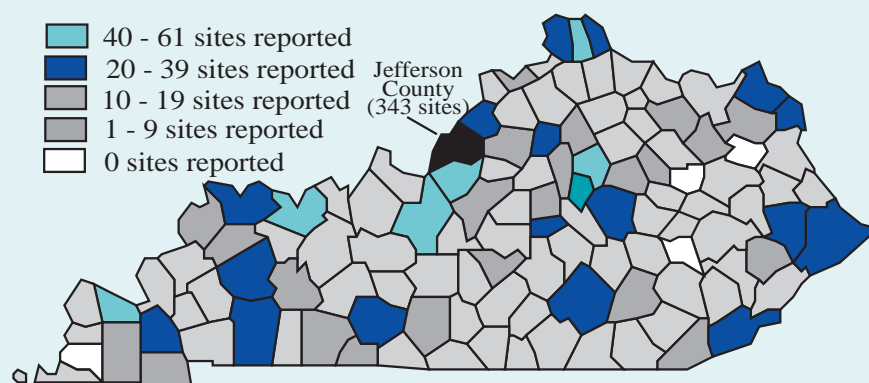 40 - 61 sites reported
20 - 39 sites reported
10 - 19 sites reported
1 - 9 sites reported
0 sites reported
Jefferson
County
(343 sites)